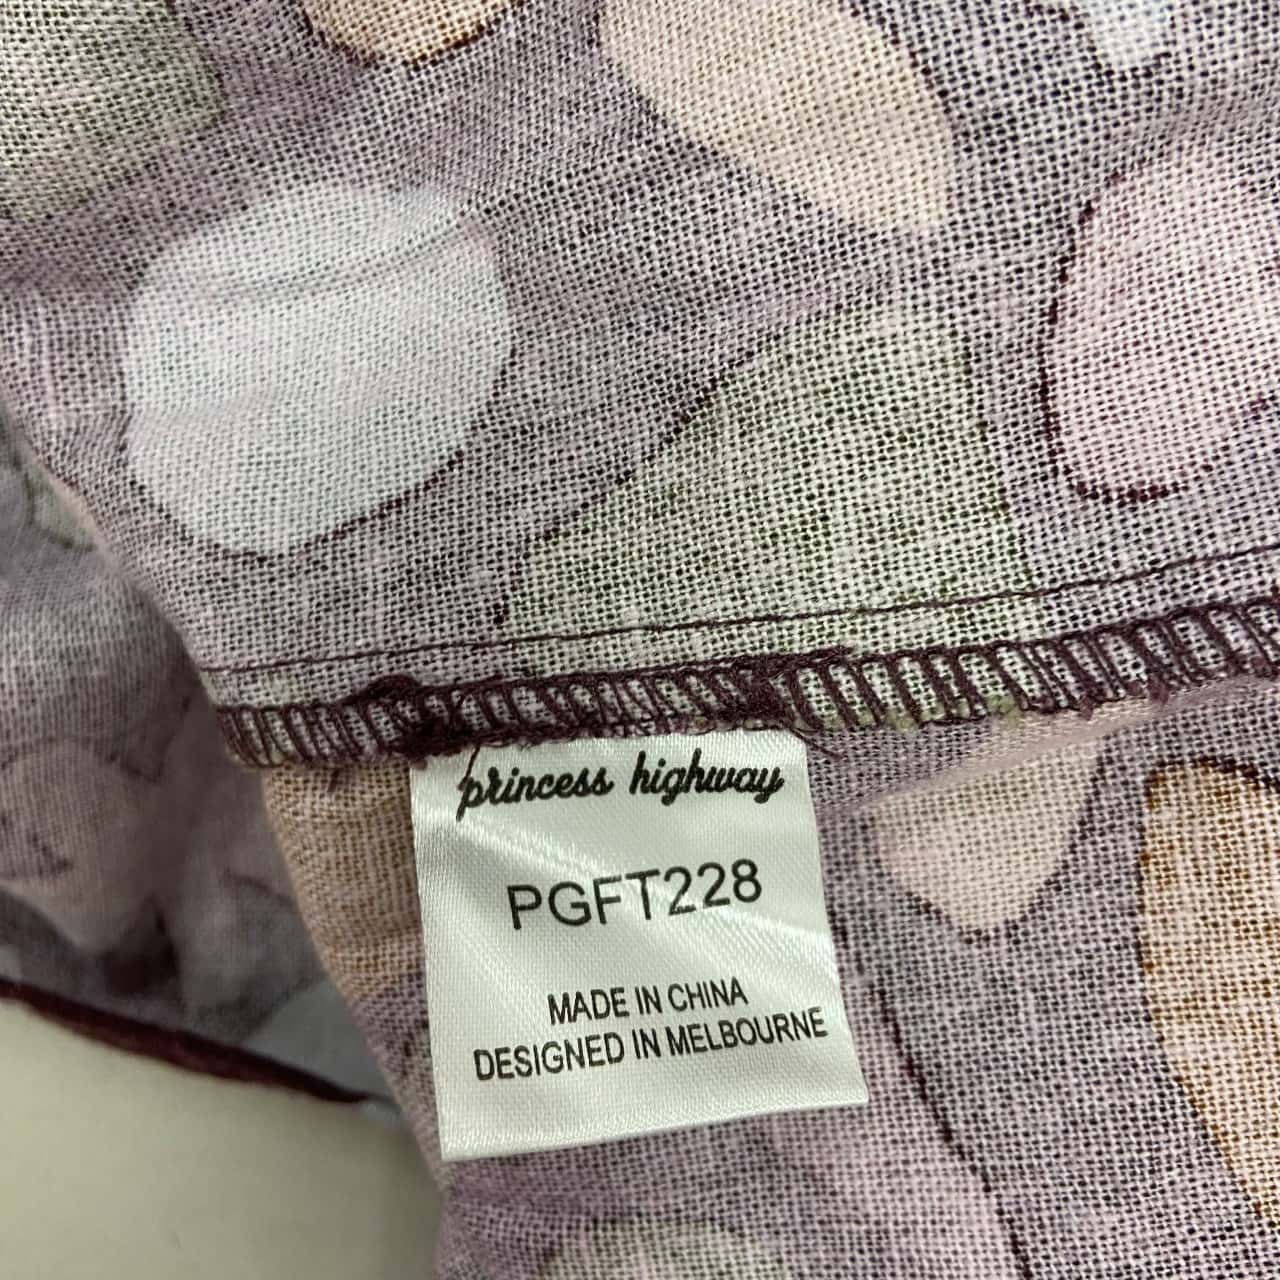 princess highway
PGFT228
MADE IN CHINA
DESIGNED IN MELBOURNE